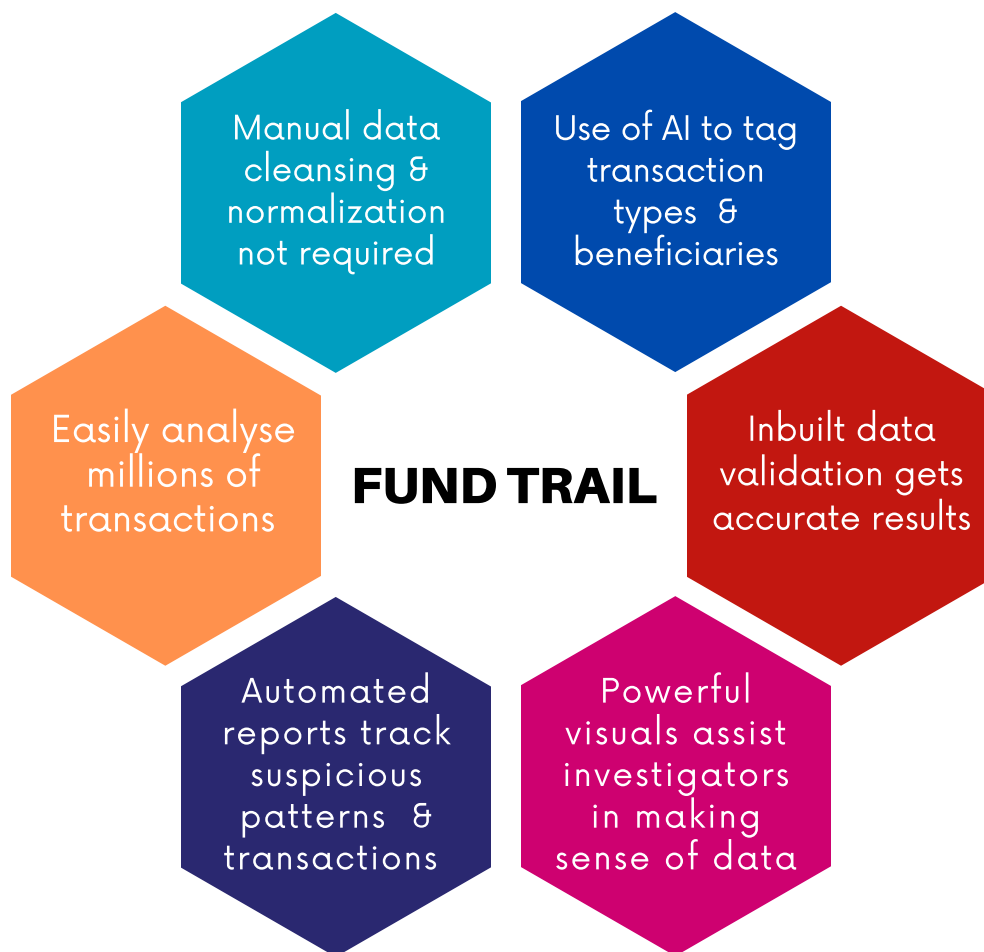 Manual data
cleansing &
normalization
not required
Use of AI to tag
transaction
types &
beneficiaries
Easily analyse
millions of
transactions
FUND TRAIL
Inbuilt data
validation gets
accurate results
Automated
reports track
suspicious
patterns &
transactions
Powerful
visuals assist
investigators
in making
sense of data